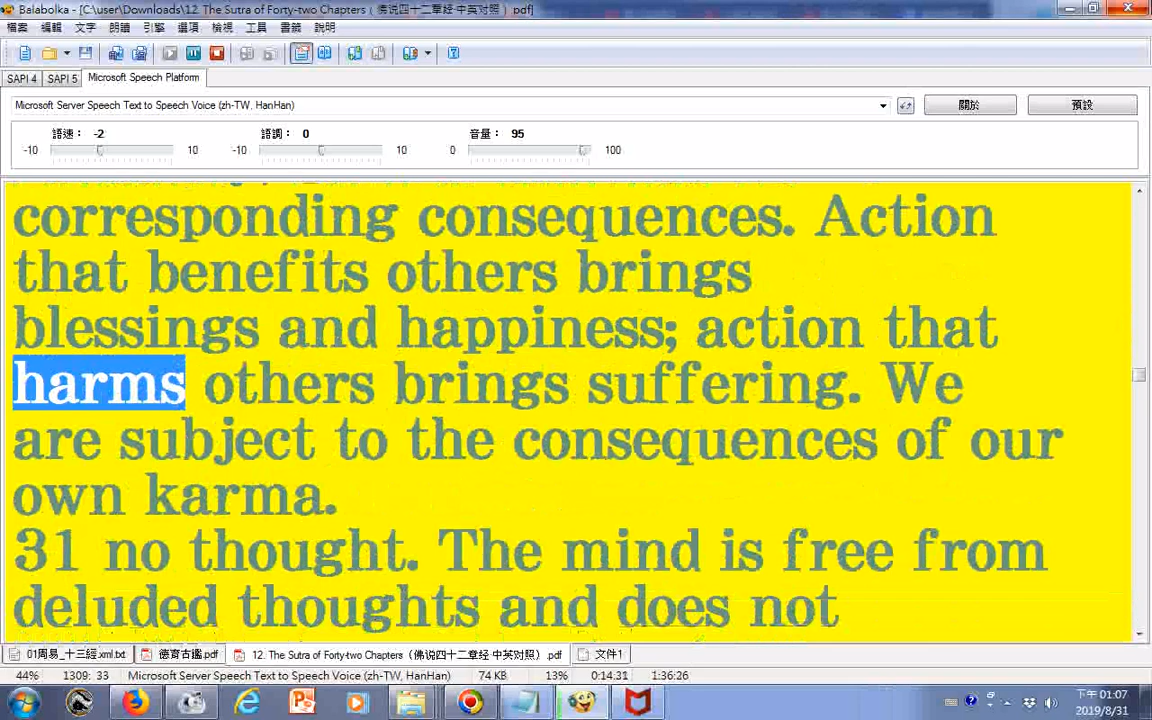 Balabolka - [C:\user\Downloads\12. The Sutra of Forty-two Chapters（佛说四十二章经·中英对照）.pdf]
檔案 編輯 文字 朗讀 引擎 選項 檢視 工具 書籤 說明
SAPI 4 SAPI 5 Microsoft Speech Platform
Microsoft Server Speech Text to Speech Voice (zh-TW, HanHan) 關於 預設
語速： -2 語調： 0 音量： 95
-10 10 -10 10 0 100
corresponding consequences. Action
that benefits others brings
blessings and happiness; action that
harms others brings suffering. We
are subject to the consequences of our
own karma.
31 no thought. The mind is free from
deluded thoughts and does not
01周易_十三經.xml.txt 德育古鑑.pdf 12. The Sutra of Forty-two Chapters（佛说四十二章经·中英对照）.pdf 文件1
44% 1309: 33 Microsoft Server Speech Text to Speech Voice (zh-TW, HanHan) 74 KB 13% 0:14:31 1:36:26
下午 01:07
2019/8/31